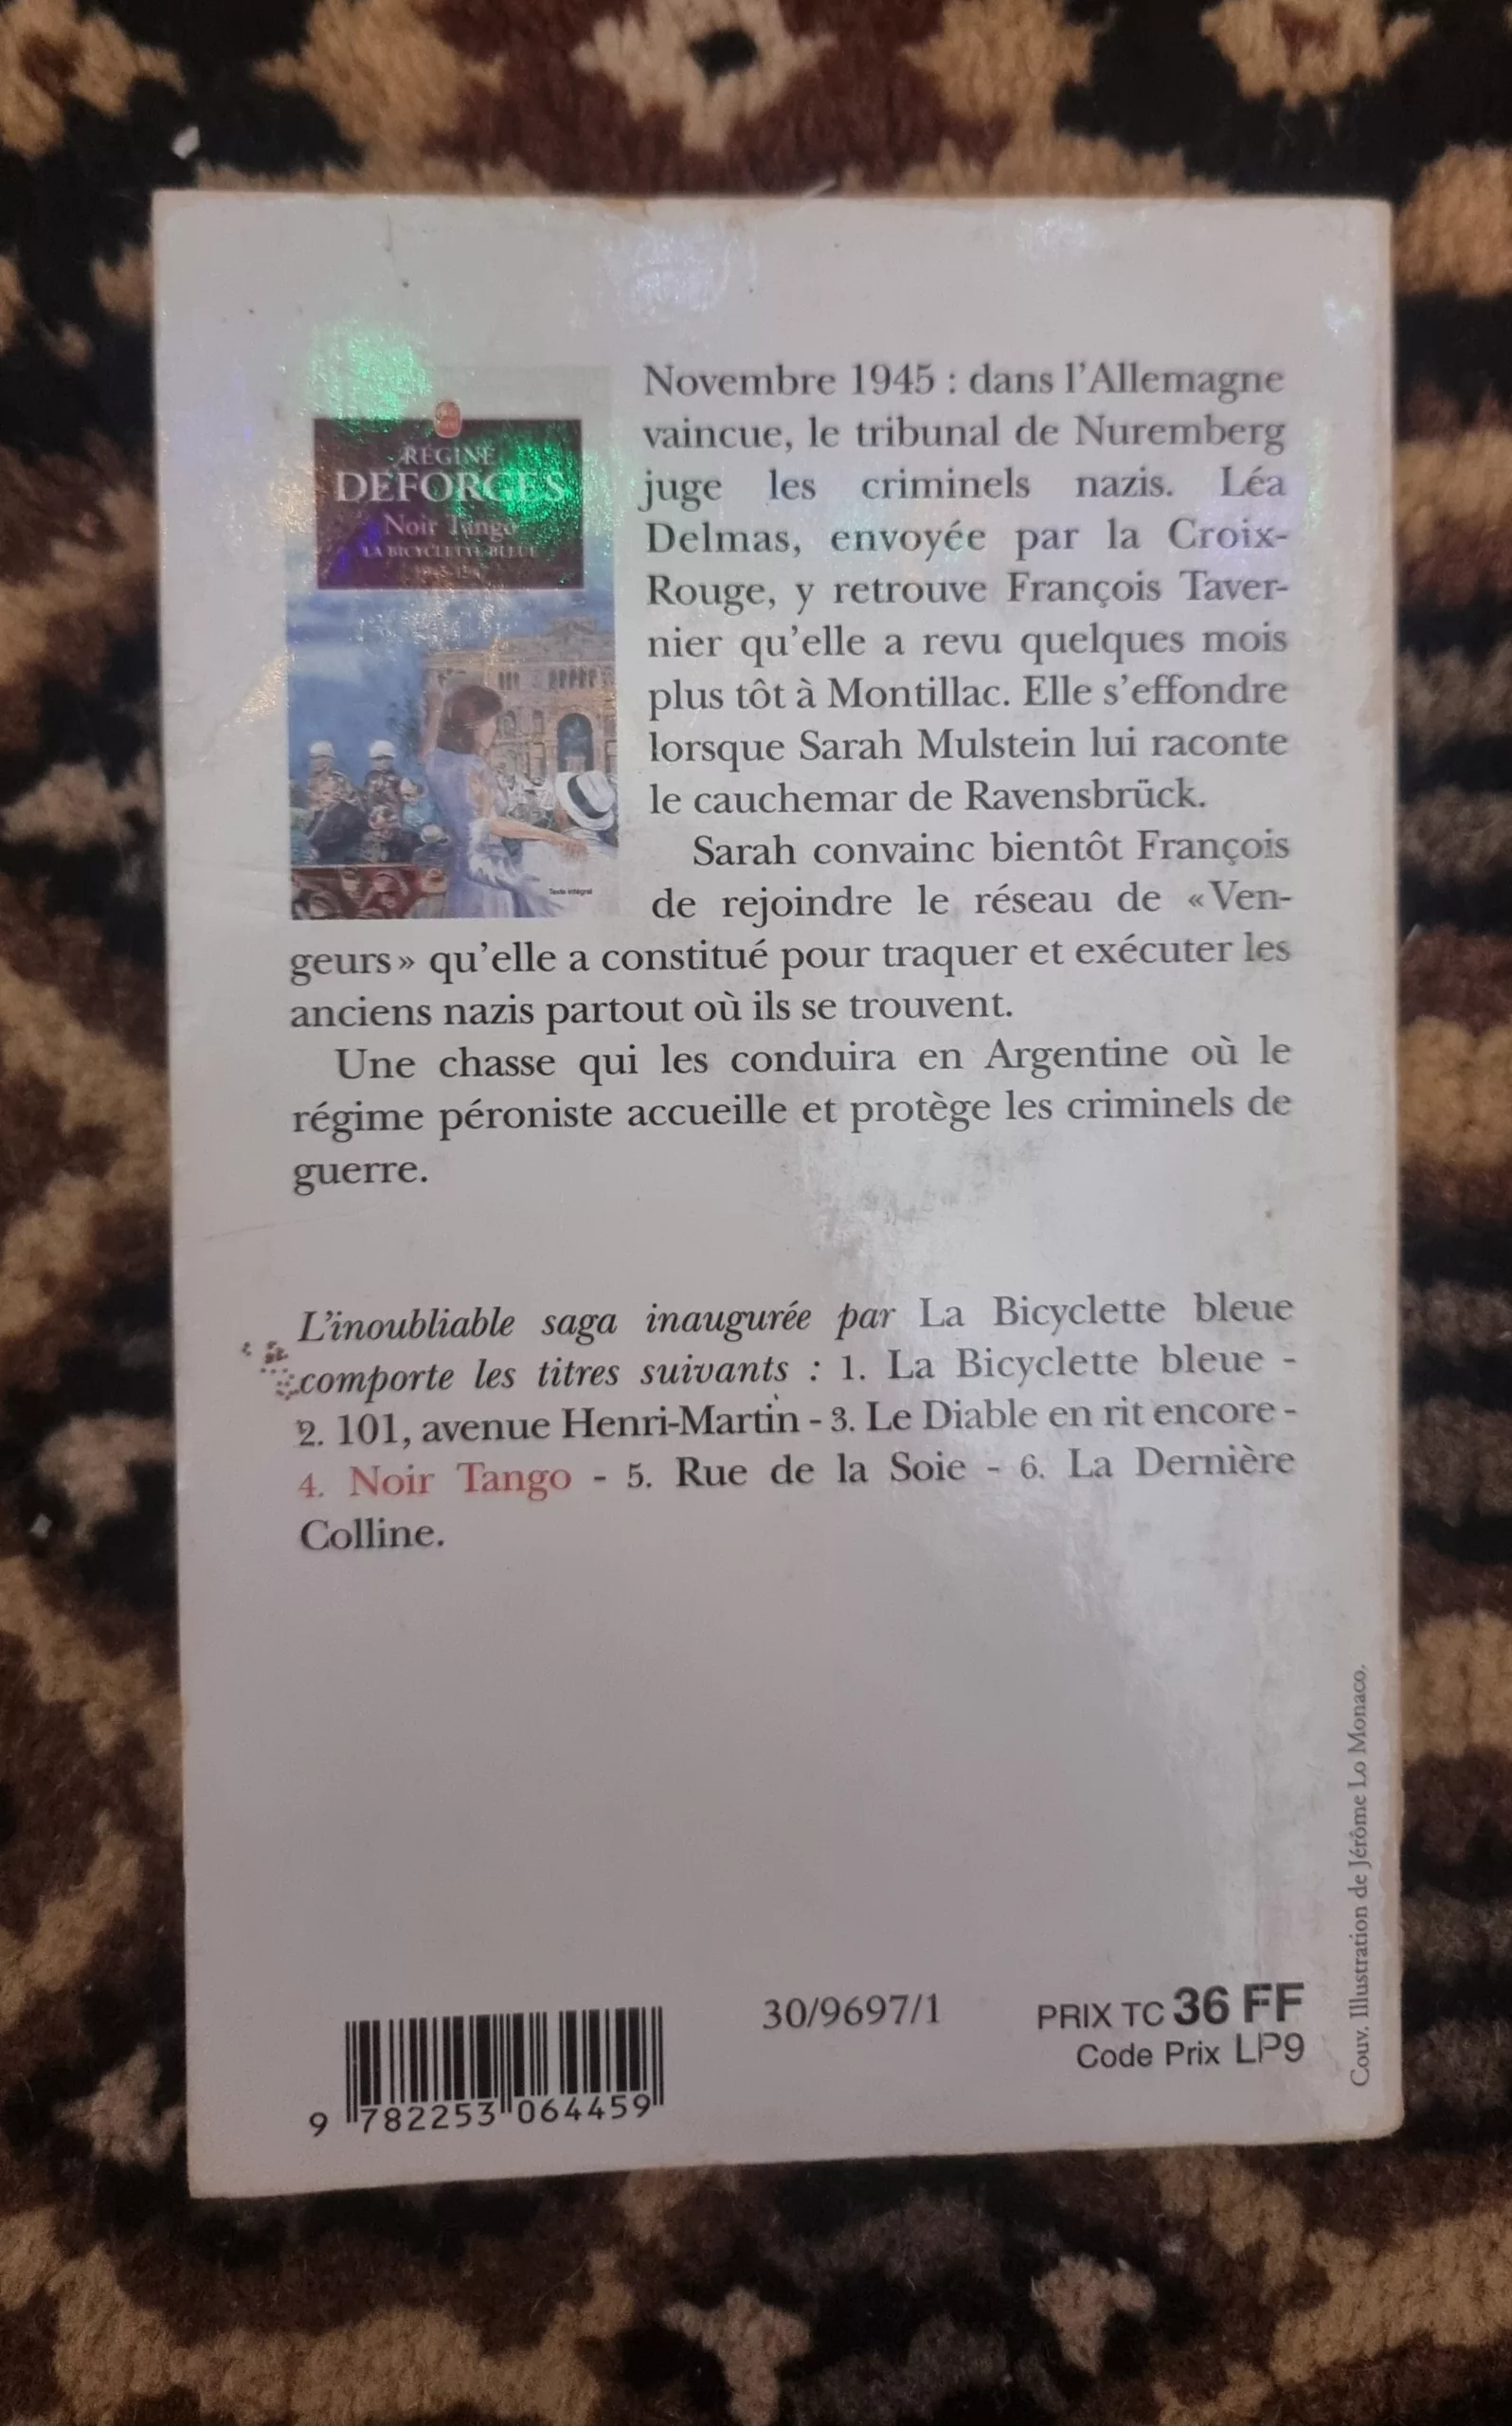 RÉGINE
DEFORGES
Noir Tango
LA BICYCLETTE BLEUE
Texte intégral
Novembre 1945 : dans l'Allemagne
vaincue, le tribunal de Nuremberg
juge les criminels nazis. Léa
Delmas, envoyée par la Croix-
Rouge, y retrouve François Taver-
nier qu'elle a revu quelques mois
plus tôt à Montillac. Elle s'effondre
lorsque Sarah Mulstein lui raconte
le cauchemar de Ravensbrück.
Sarah convainc bientôt François
de rejoindre le réseau de « Ven-
geurs » qu'elle a constitué pour traquer et exécuter les
anciens nazis partout où ils se trouvent.
Une chasse qui les conduira en Argentine où le
régime péroniste accueille et protège les criminels de
guerre.
L'inoubliable saga inaugurée par La Bicyclette bleue
comporte les titres suivants : 1. La Bicyclette bleue -
2. 101, avenue Henri-Martin - 3. Le Diable en rit encore -
4. Noir Tango - 5. Rue de la Soie - 6. La Dernière
Colline.
Couv. Illustration de Jérôme Lo Monaco.
30/9697/1
PRIX TC 36 FF
Code Prix LP9
9 782253 064459